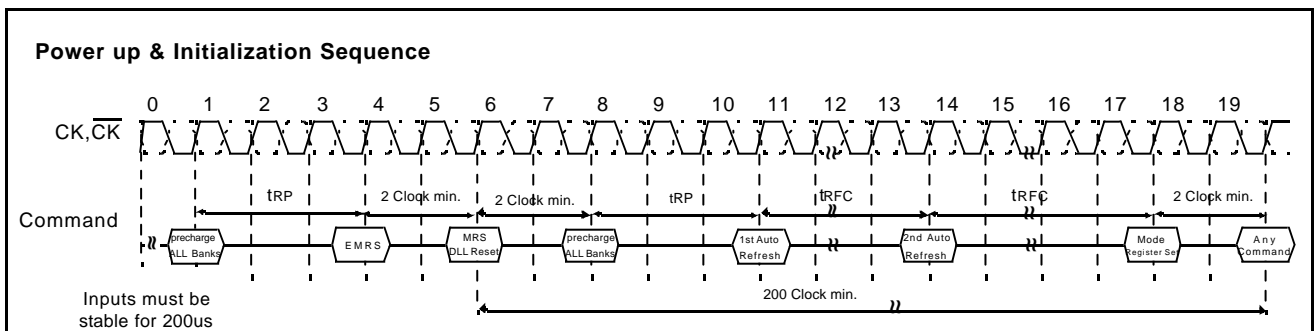 Power up & Initialization Sequence
0 1 2 3 4 5 6 7 8 9 10 11 12 13 14 15 16 17 18 19
CK,CK
tRP 2 Clock min. 2 Clock min. tRP tRFC tRFC 2 Clock min.
Command
precharge
ALL Banks
EMRS
MRS
DLL Reset
precharge
ALL Banks
1st Auto
Refresh
2nd Auto
Refresh
Mode
Register Set
Any
Command
200 Clock min.
Inputs must be
stable for 200us